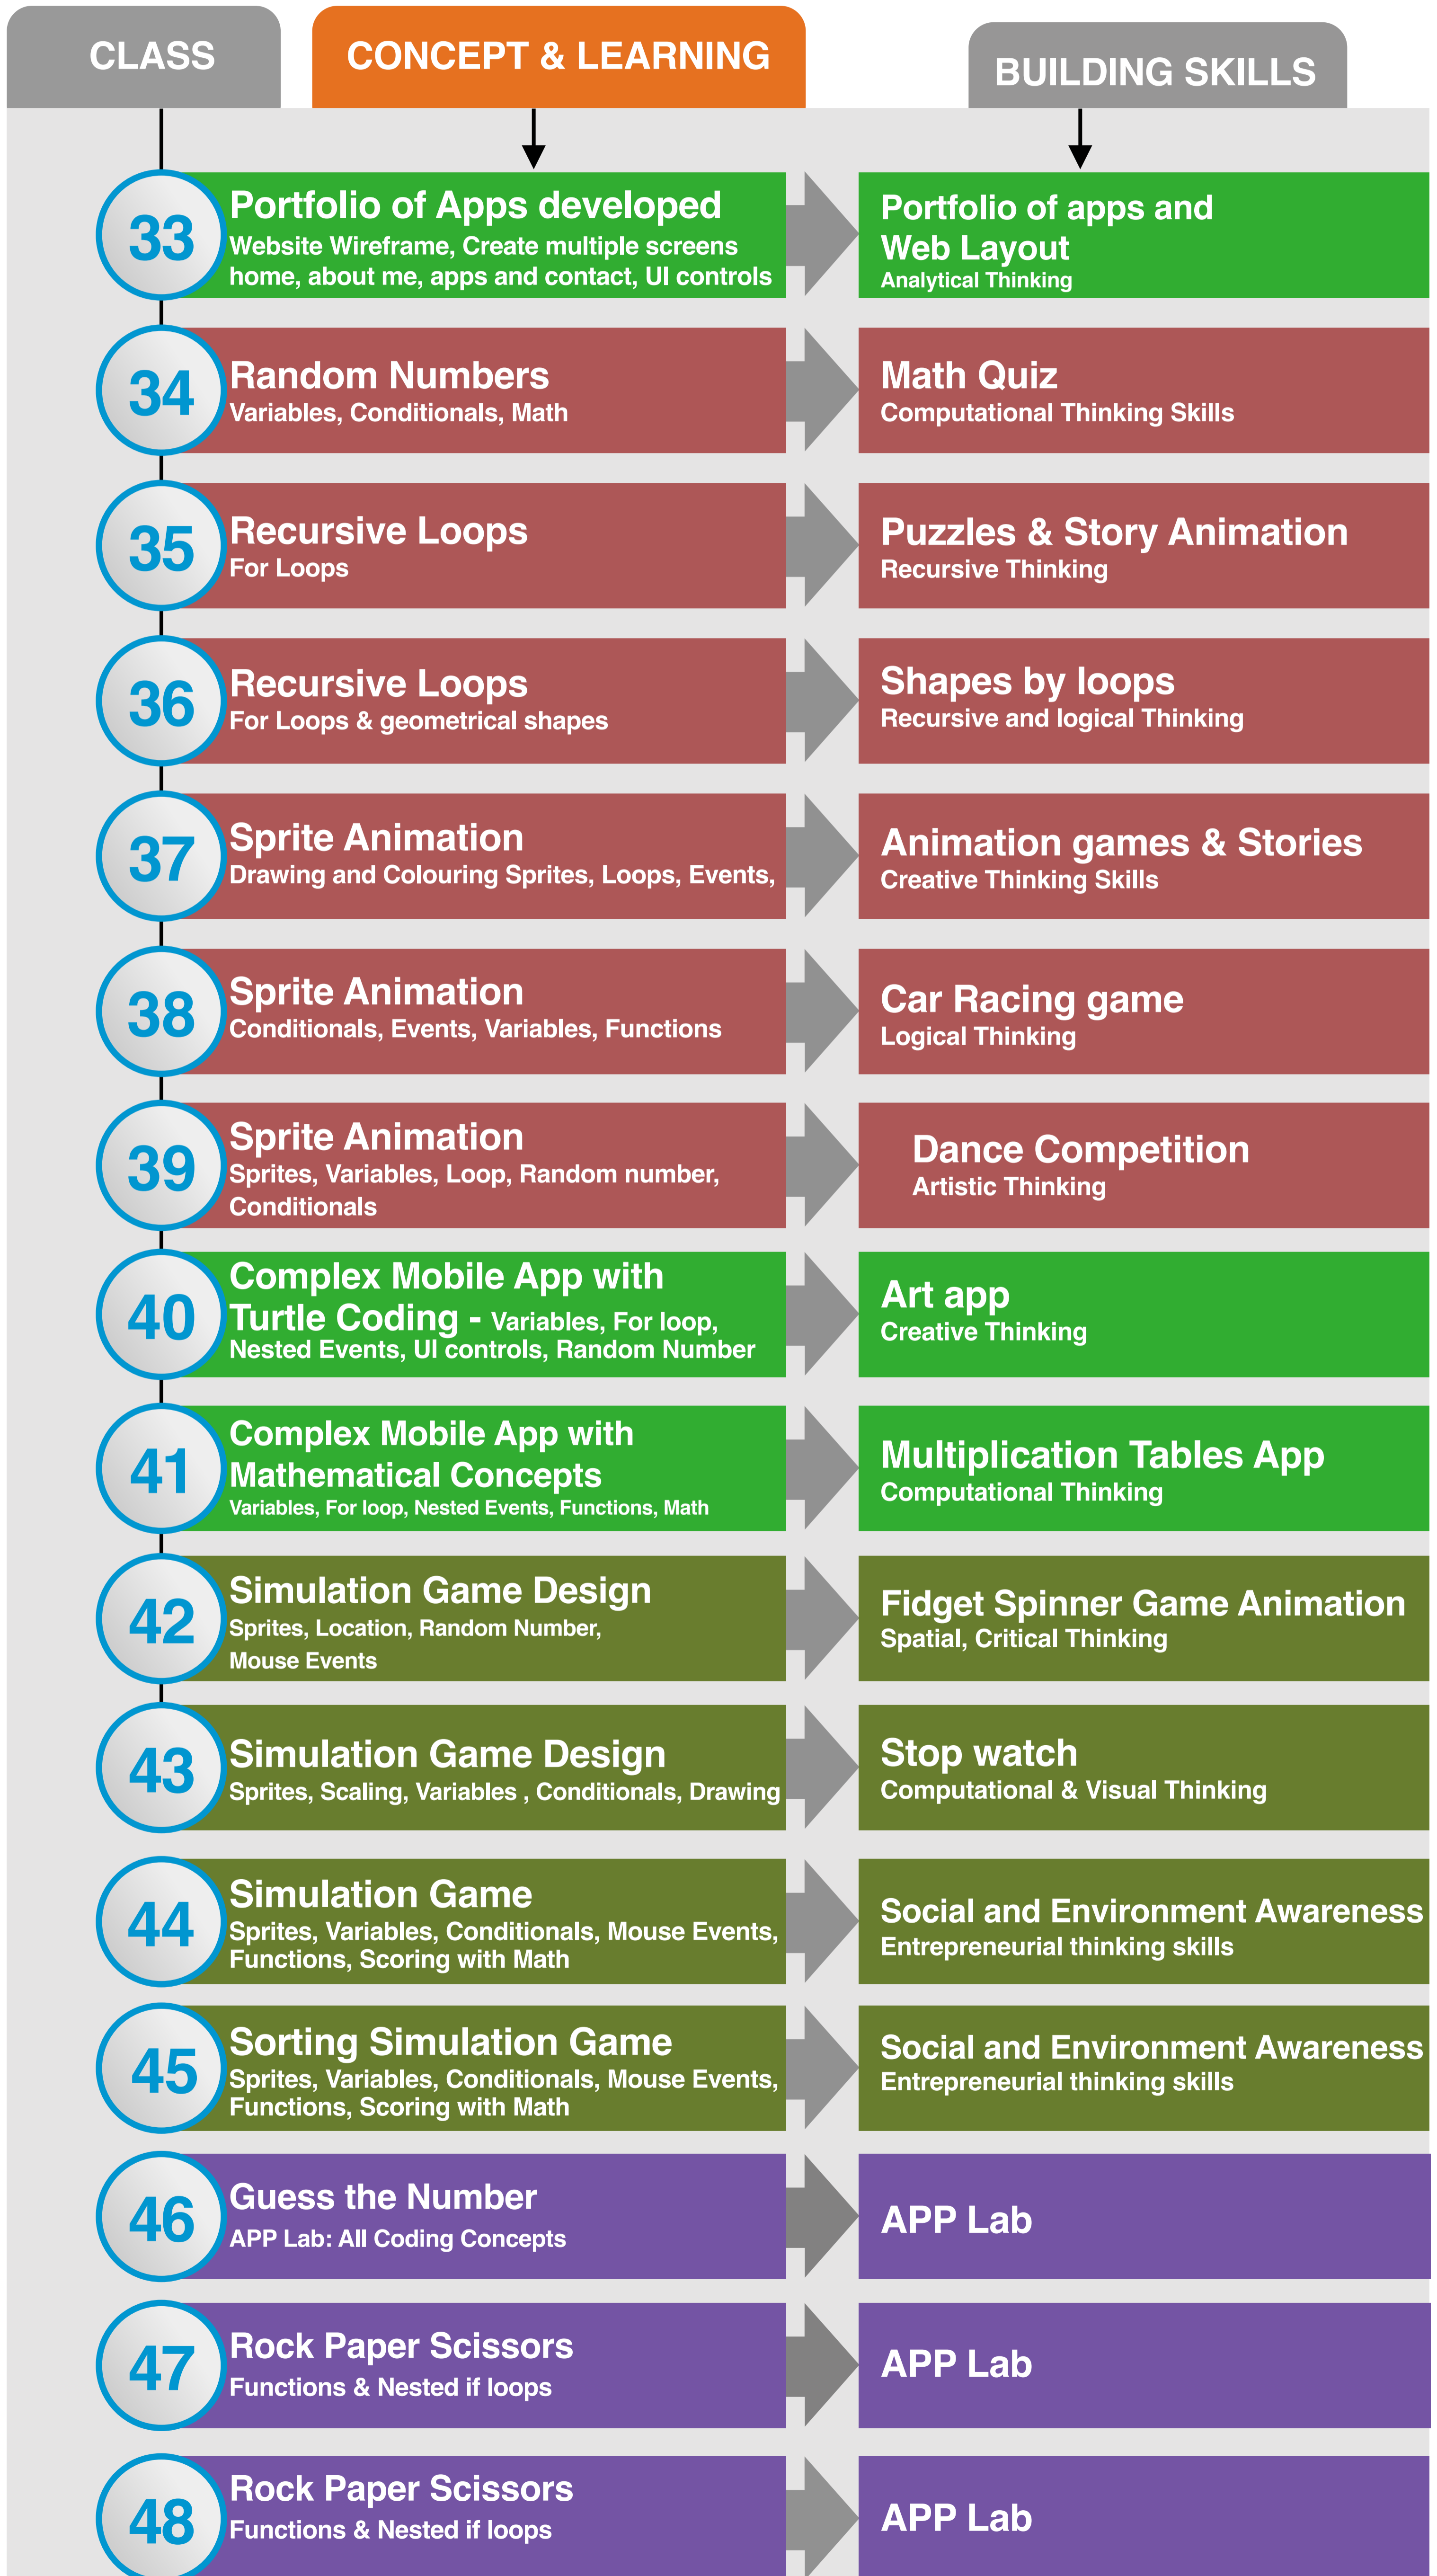 CLASS
CONCEPT & LEARNING
BUILDING SKILLS
33
Portfolio of Apps developed
Website Wireframe, Create multiple screens
home, about me, apps and contact, UI controls
Portfolio of apps and
Web Layout
Analytical Thinking
34
Random Numbers
Variables, Conditionals, Math
Math Quiz
Computational Thinking Skills
35
Recursive Loops
For Loops
Puzzles & Story Animation
Recursive Thinking
36
Recursive Loops
For Loops & geometrical shapes
Shapes by loops
Recursive and logical Thinking
37
Sprite Animation
Drawing and Colouring Sprites, Loops, Events,
Animation games & Stories
Creative Thinking Skills
38
Sprite Animation
Conditionals, Events, Variables, Functions
Car Racing game
Logical Thinking
39
Sprite Animation
Sprites, Variables, Loop, Random number,
Conditionals
Dance Competition
Artistic Thinking
40
Complex Mobile App with
Turtle Coding - Variables, For loop,
Nested Events, UI controls, Random Number
Art app
Creative Thinking
41
Complex Mobile App with
Mathematical Concepts
Variables, For loop, Nested Events, Functions, Math
Multiplication Tables App
Computational Thinking
42
Simulation Game Design
Sprites, Location, Random Number,
Mouse Events
Fidget Spinner Game Animation
Spatial, Critical Thinking
43
Simulation Game Design
Sprites, Scaling, Variables , Conditionals, Drawing
Stop watch
Computational & Visual Thinking
44
Simulation Game
Sprites, Variables, Conditionals, Mouse Events,
Functions, Scoring with Math
Social and Environment Awareness
Entrepreneurial thinking skills
45
Sorting Simulation Game
Sprites, Variables, Conditionals, Mouse Events,
Functions, Scoring with Math
Social and Environment Awareness
Entrepreneurial thinking skills
46
Guess the Number
APP Lab: All Coding Concepts
APP Lab
47
Rock Paper Scissors
Functions & Nested if loops
APP Lab
48
Rock Paper Scissors
Functions & Nested if loops
APP Lab